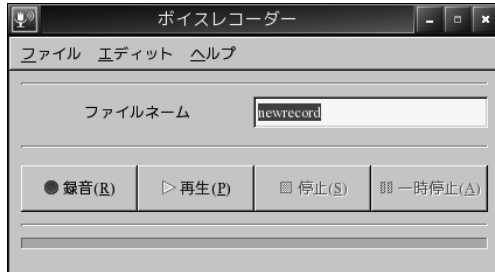 ボイスレコーダー
ファイル エディット ヘルプ
ファイルネーム newrecord
録音(R) 再生(P) 停止(S) 一時停止(A)